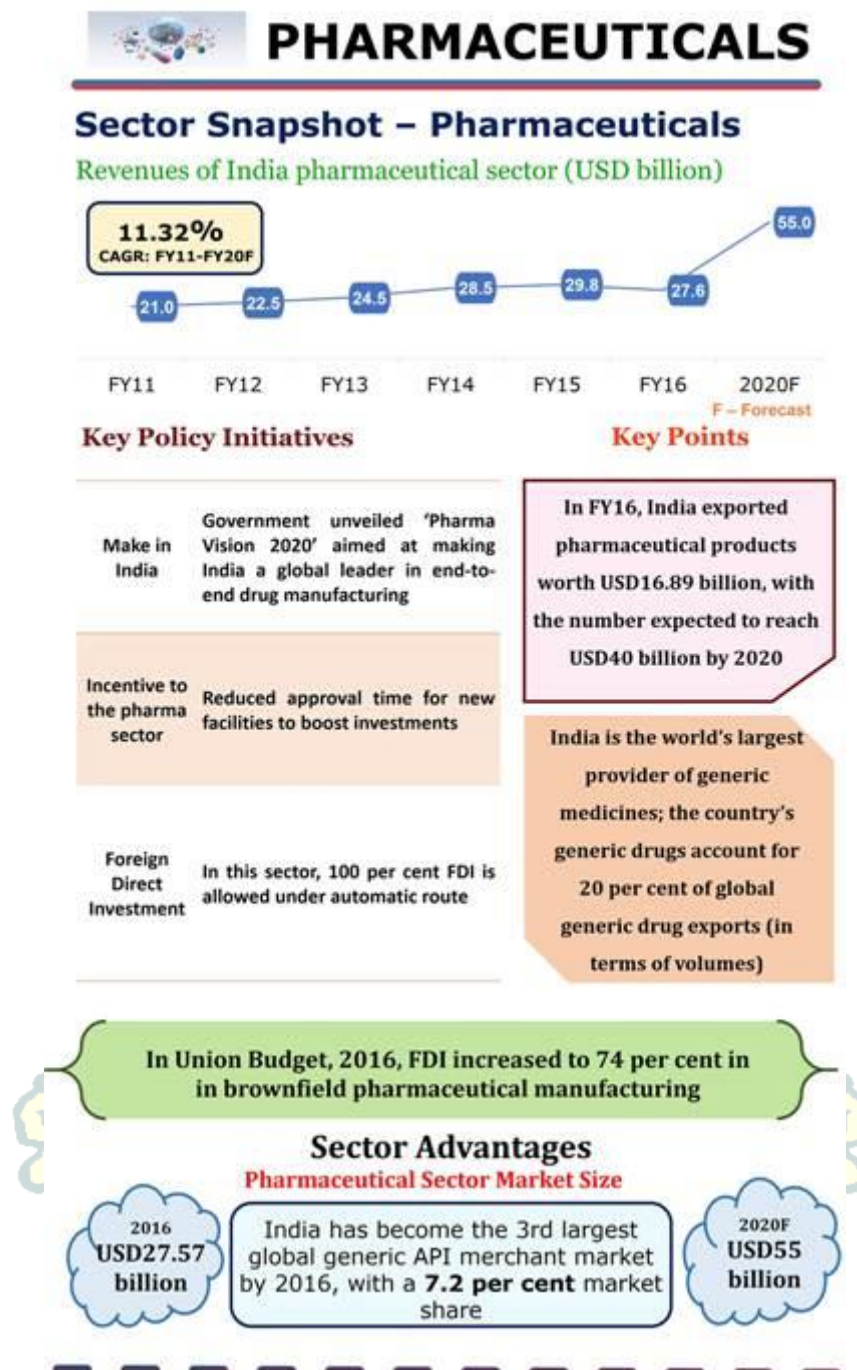 PHARMACEUTICALS
Sector Snapshot – Pharmaceuticals
Revenues of India pharmaceutical sector (USD billion)
11.32%
CAGR: FY11-FY20F
21.0
22.5
24.5
28.5
29.8
27.6
55.0
FY11 FY12 FY13 FY14 FY15 FY16 2020F
F – Forecast
Key Policy Initiatives
Make in
India
Government unveiled ‘Pharma
Vision 2020’ aimed at making
India a global leader in end-to-
end drug manufacturing
Incentive to
the pharma
sector
Reduced approval time for new
facilities to boost investments
Foreign
Direct
Investment
In this sector, 100 per cent FDI is
allowed under automatic route
Key Points
In FY16, India exported
pharmaceutical products
worth USD16.89 billion, with
the number expected to reach
USD40 billion by 2020
India is the world’s largest
provider of generic
medicines; the country’s
generic drugs account for
20 per cent of global
generic drug exports (in
terms of volumes)
In Union Budget, 2016, FDI increased to 74 per cent in
in brownfield pharmaceutical manufacturing
Sector Advantages
Pharmaceutical Sector Market Size
2016
USD27.57
billion
India has become the 3rd largest
global generic API merchant market
by 2016, with a 7.2 per cent market
share
2020F
USD55
billion